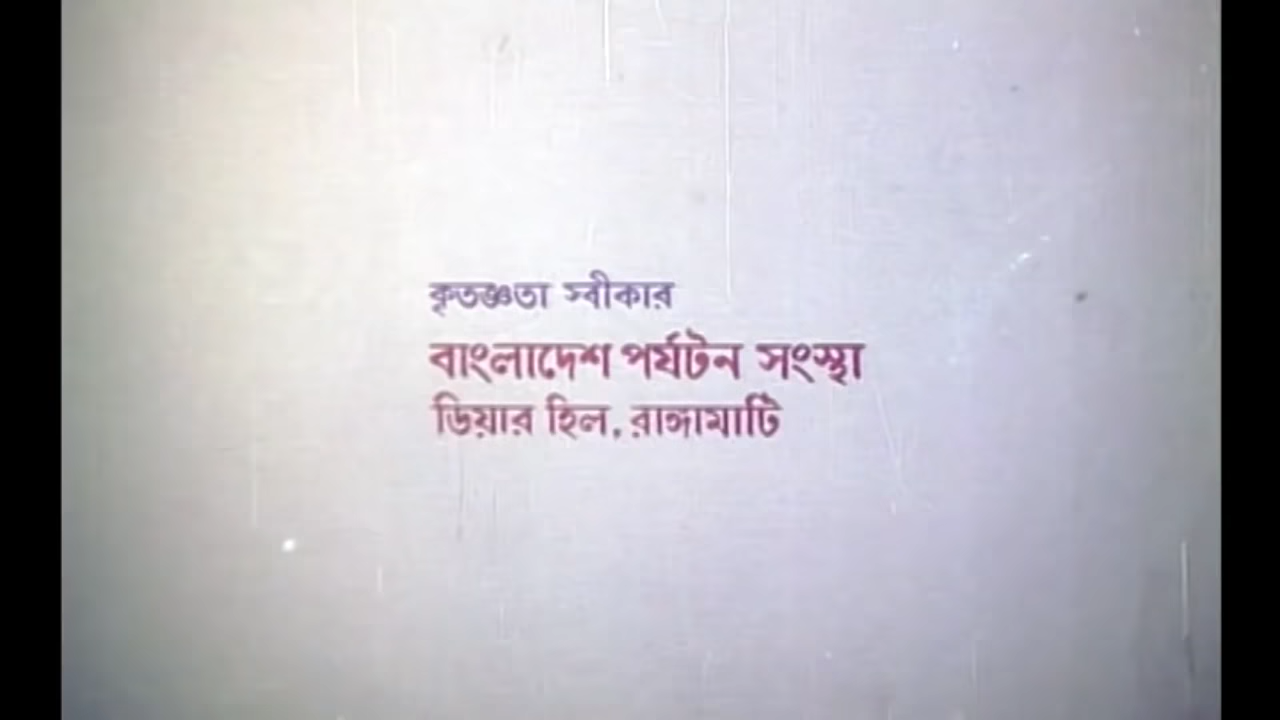 কৃতজ্ঞতা স্বীকার
বাংলাদেশ পর্যটন সংস্থা
ডিয়ার হিল, রাঙ্গামাটি